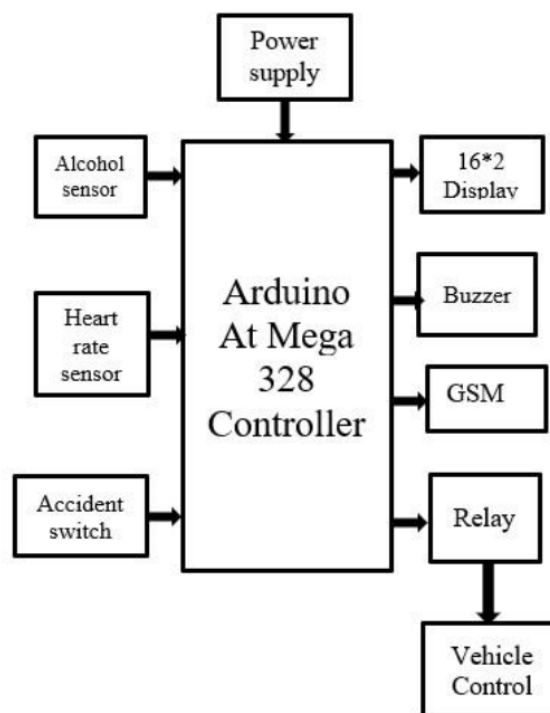 Power
supply
Alcohol
sensor
Heart
rate
sensor
Accident
switch
Arduino
At Mega
328
Controller
16*2
Display
Buzzer
GSM
Relay
Vehicle
Control